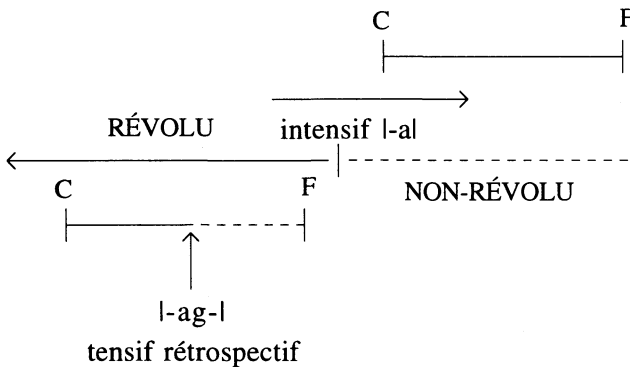 C F
RÉVOLU intensif |-a|
C F NON-RÉVOLU
|-ag-|
tensif rétrospectif